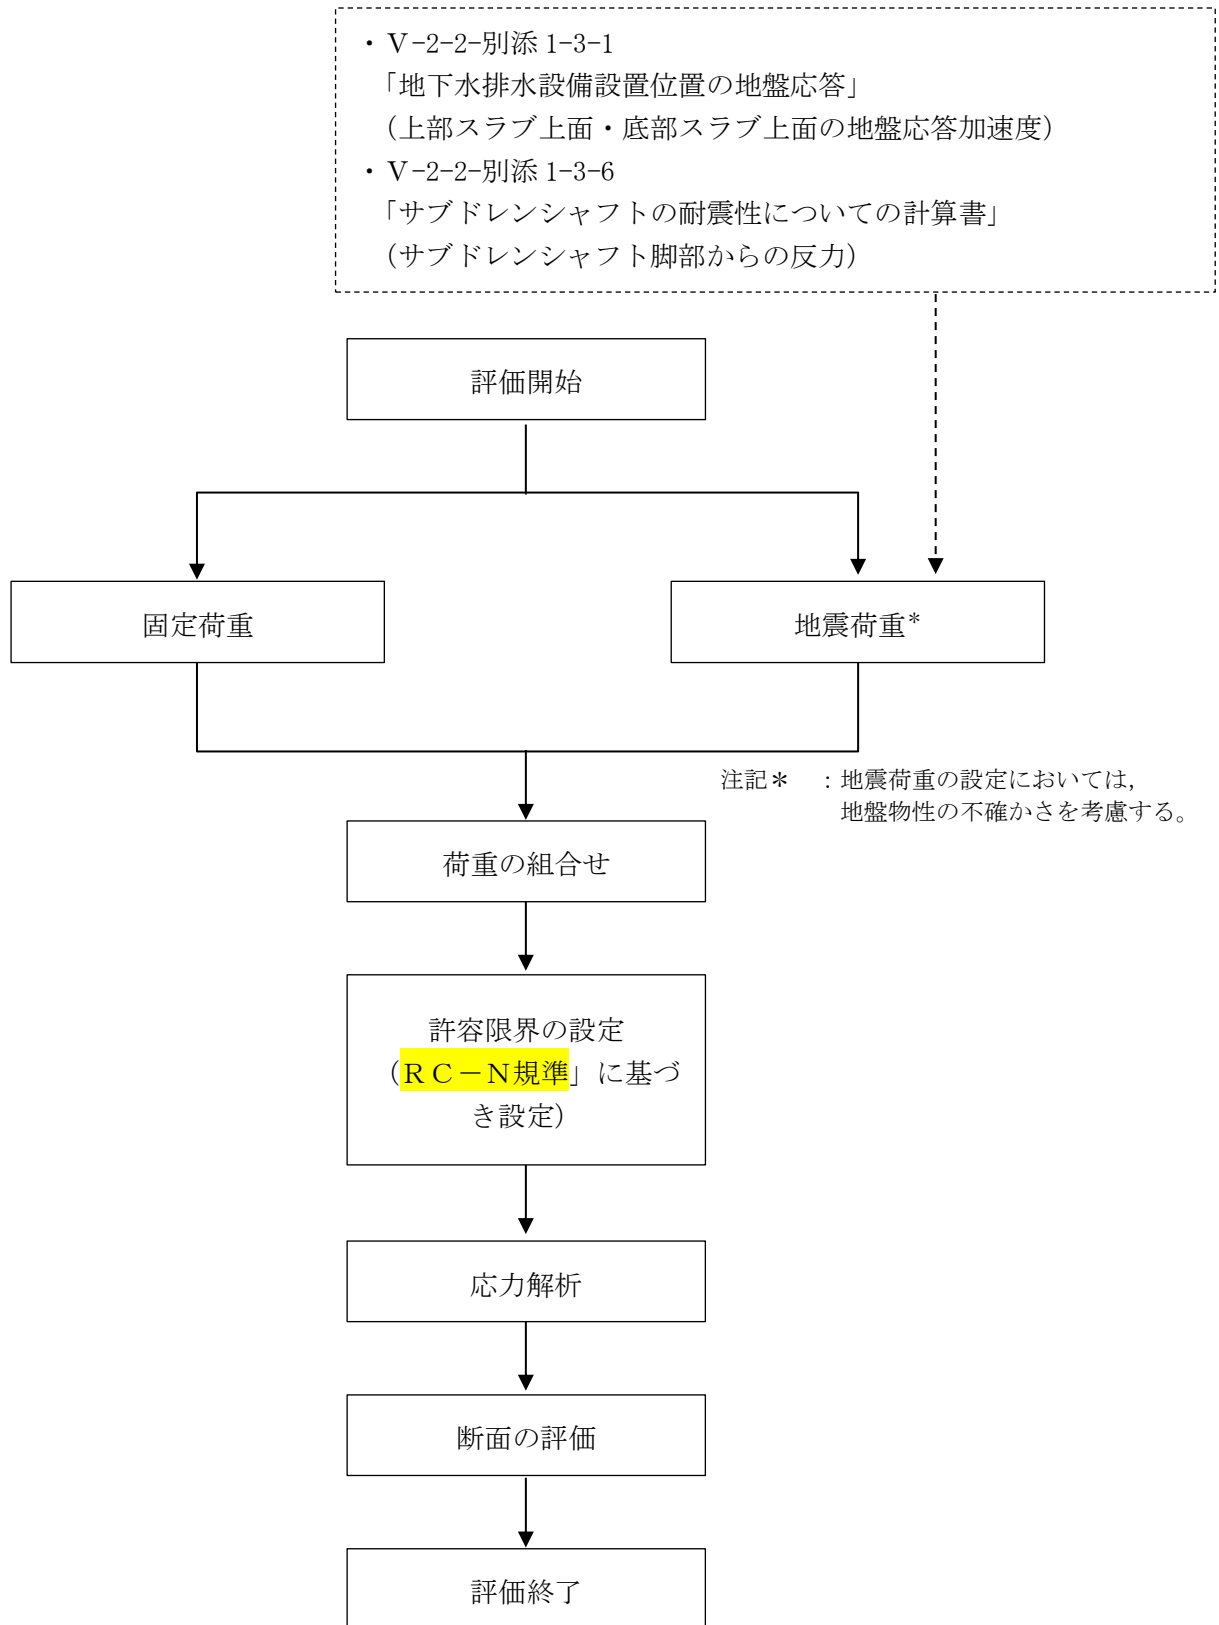 ・Ⅴ-2-2-別添 1-3-1
「地下水排水設備設置位置の地盤応答」
（上部スラブ上面・底部スラブ上面の地盤応答加速度）
・Ⅴ-2-2-別添 1-3-6
「サブドレンシャフトの耐震性についての計算書」
（サブドレンシャフト脚部からの反力）
評価開始
固定荷重
地震荷重*
注記＊　：地震荷重の設定においては，
地盤物性の不確かさを考慮する。
荷重の組合せ
許容限界の設定
（ＲＣ－Ｎ規準」に基づ
き設定）
応力解析
断面の評価
評価終了